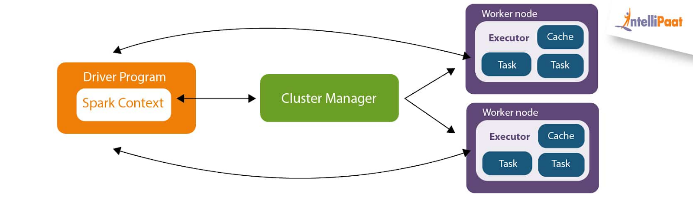 Worker node
Executor
Cache
Task
Task
IntelliPaat
Driver Program
Spark Context
Cluster Manager
Worker node
Executor
Cache
Task
Task